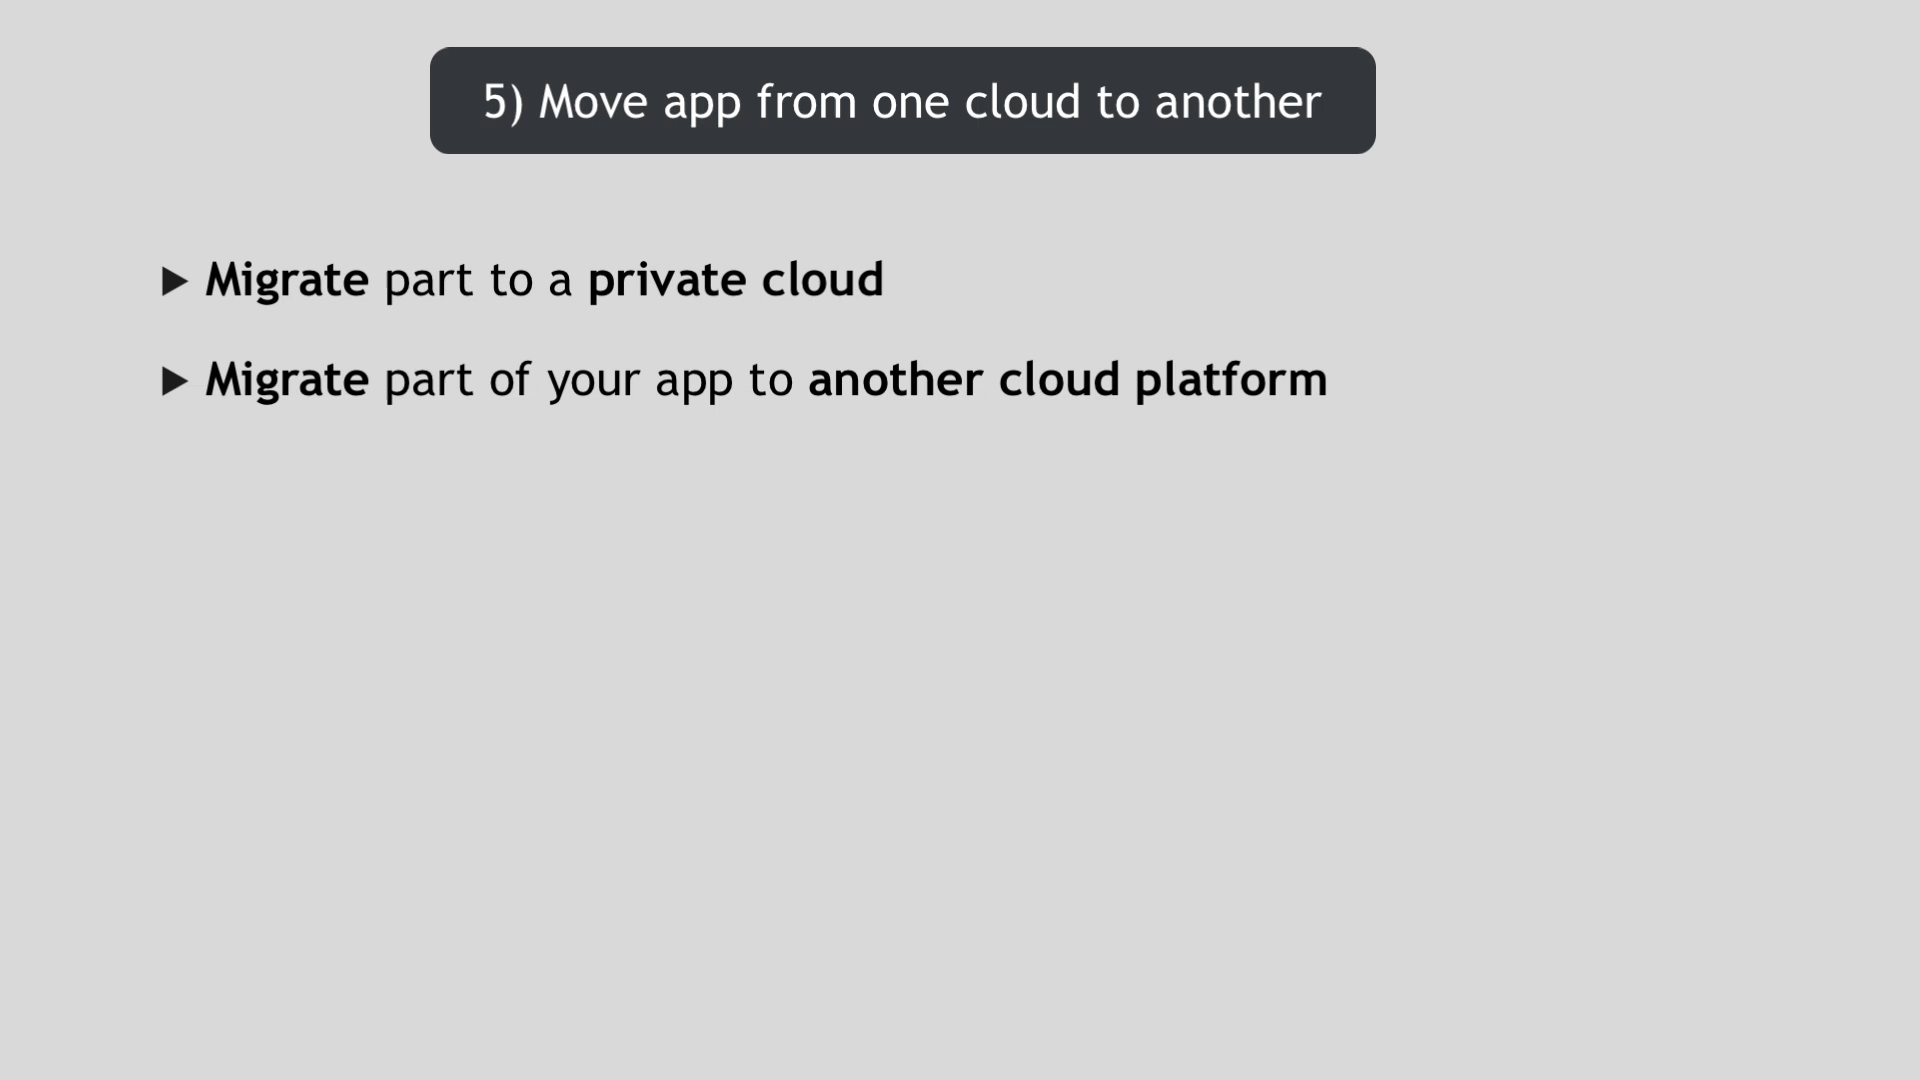 5) Move app from one cloud to another
▶ Migrate part to a private cloud
▶ Migrate part of your app to another cloud platform